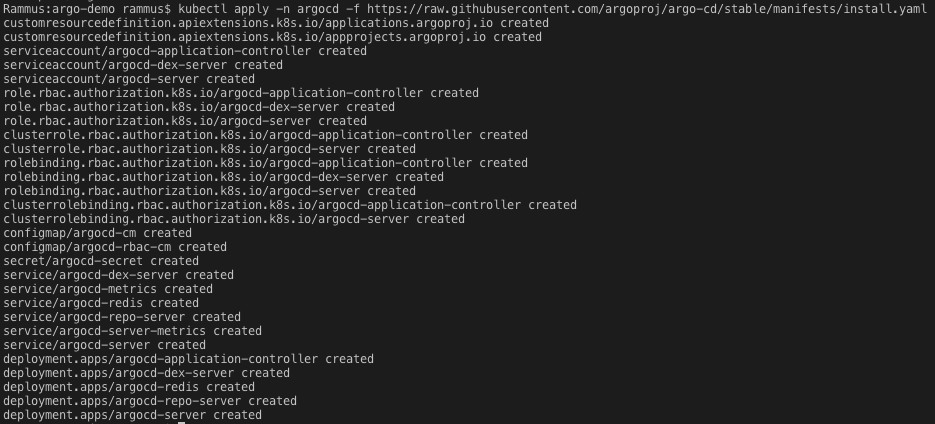 Rammus:argo-demo rammus$ kubectl apply -n argocd -f https://raw.githubusercontent.com/argoproj/argo-cd/stable/manifests/install.yaml
customresourcedefinition.apiextensions.k8s.io/applications.argoproj.io created
customresourcedefinition.apiextensions.k8s.io/appprojects.argoproj.io created
serviceaccount/argocd-application-controller created
serviceaccount/argocd-dex-server created
serviceaccount/argocd-server created
role.rbac.authorization.k8s.io/argocd-application-controller created
role.rbac.authorization.k8s.io/argocd-dex-server created
role.rbac.authorization.k8s.io/argocd-server created
clusterrole.rbac.authorization.k8s.io/argocd-application-controller created
clusterrole.rbac.authorization.k8s.io/argocd-server created
rolebinding.rbac.authorization.k8s.io/argocd-application-controller created
rolebinding.rbac.authorization.k8s.io/argocd-dex-server created
rolebinding.rbac.authorization.k8s.io/argocd-server created
clusterrolebinding.rbac.authorization.k8s.io/argocd-application-controller created
clusterrolebinding.rbac.authorization.k8s.io/argocd-server created
configmap/argocd-cm created
configmap/argocd-rbac-cm created
secret/argocd-secret created
service/argocd-dex-server created
service/argocd-metrics created
service/argocd-redis created
service/argocd-repo-server created
service/argocd-server-metrics created
service/argocd-server created
deployment.apps/argocd-application-controller created
deployment.apps/argocd-dex-server created
deployment.apps/argocd-redis created
deployment.apps/argocd-repo-server created
deployment.apps/argocd-server created